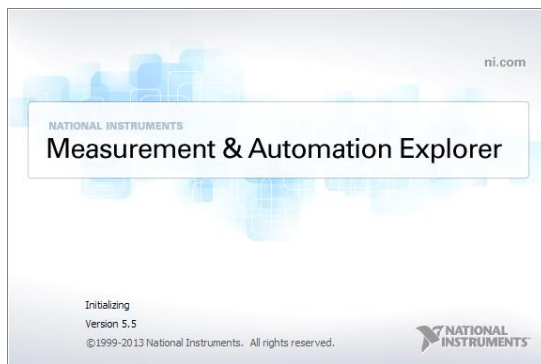 ni.com
NATIONAL INSTRUMENTS
Measurement & Automation Explorer
Initializing
Version 5.5
©1999-2013 National Instruments. All rights reserved.
NATIONAL
INSTRUMENTS™